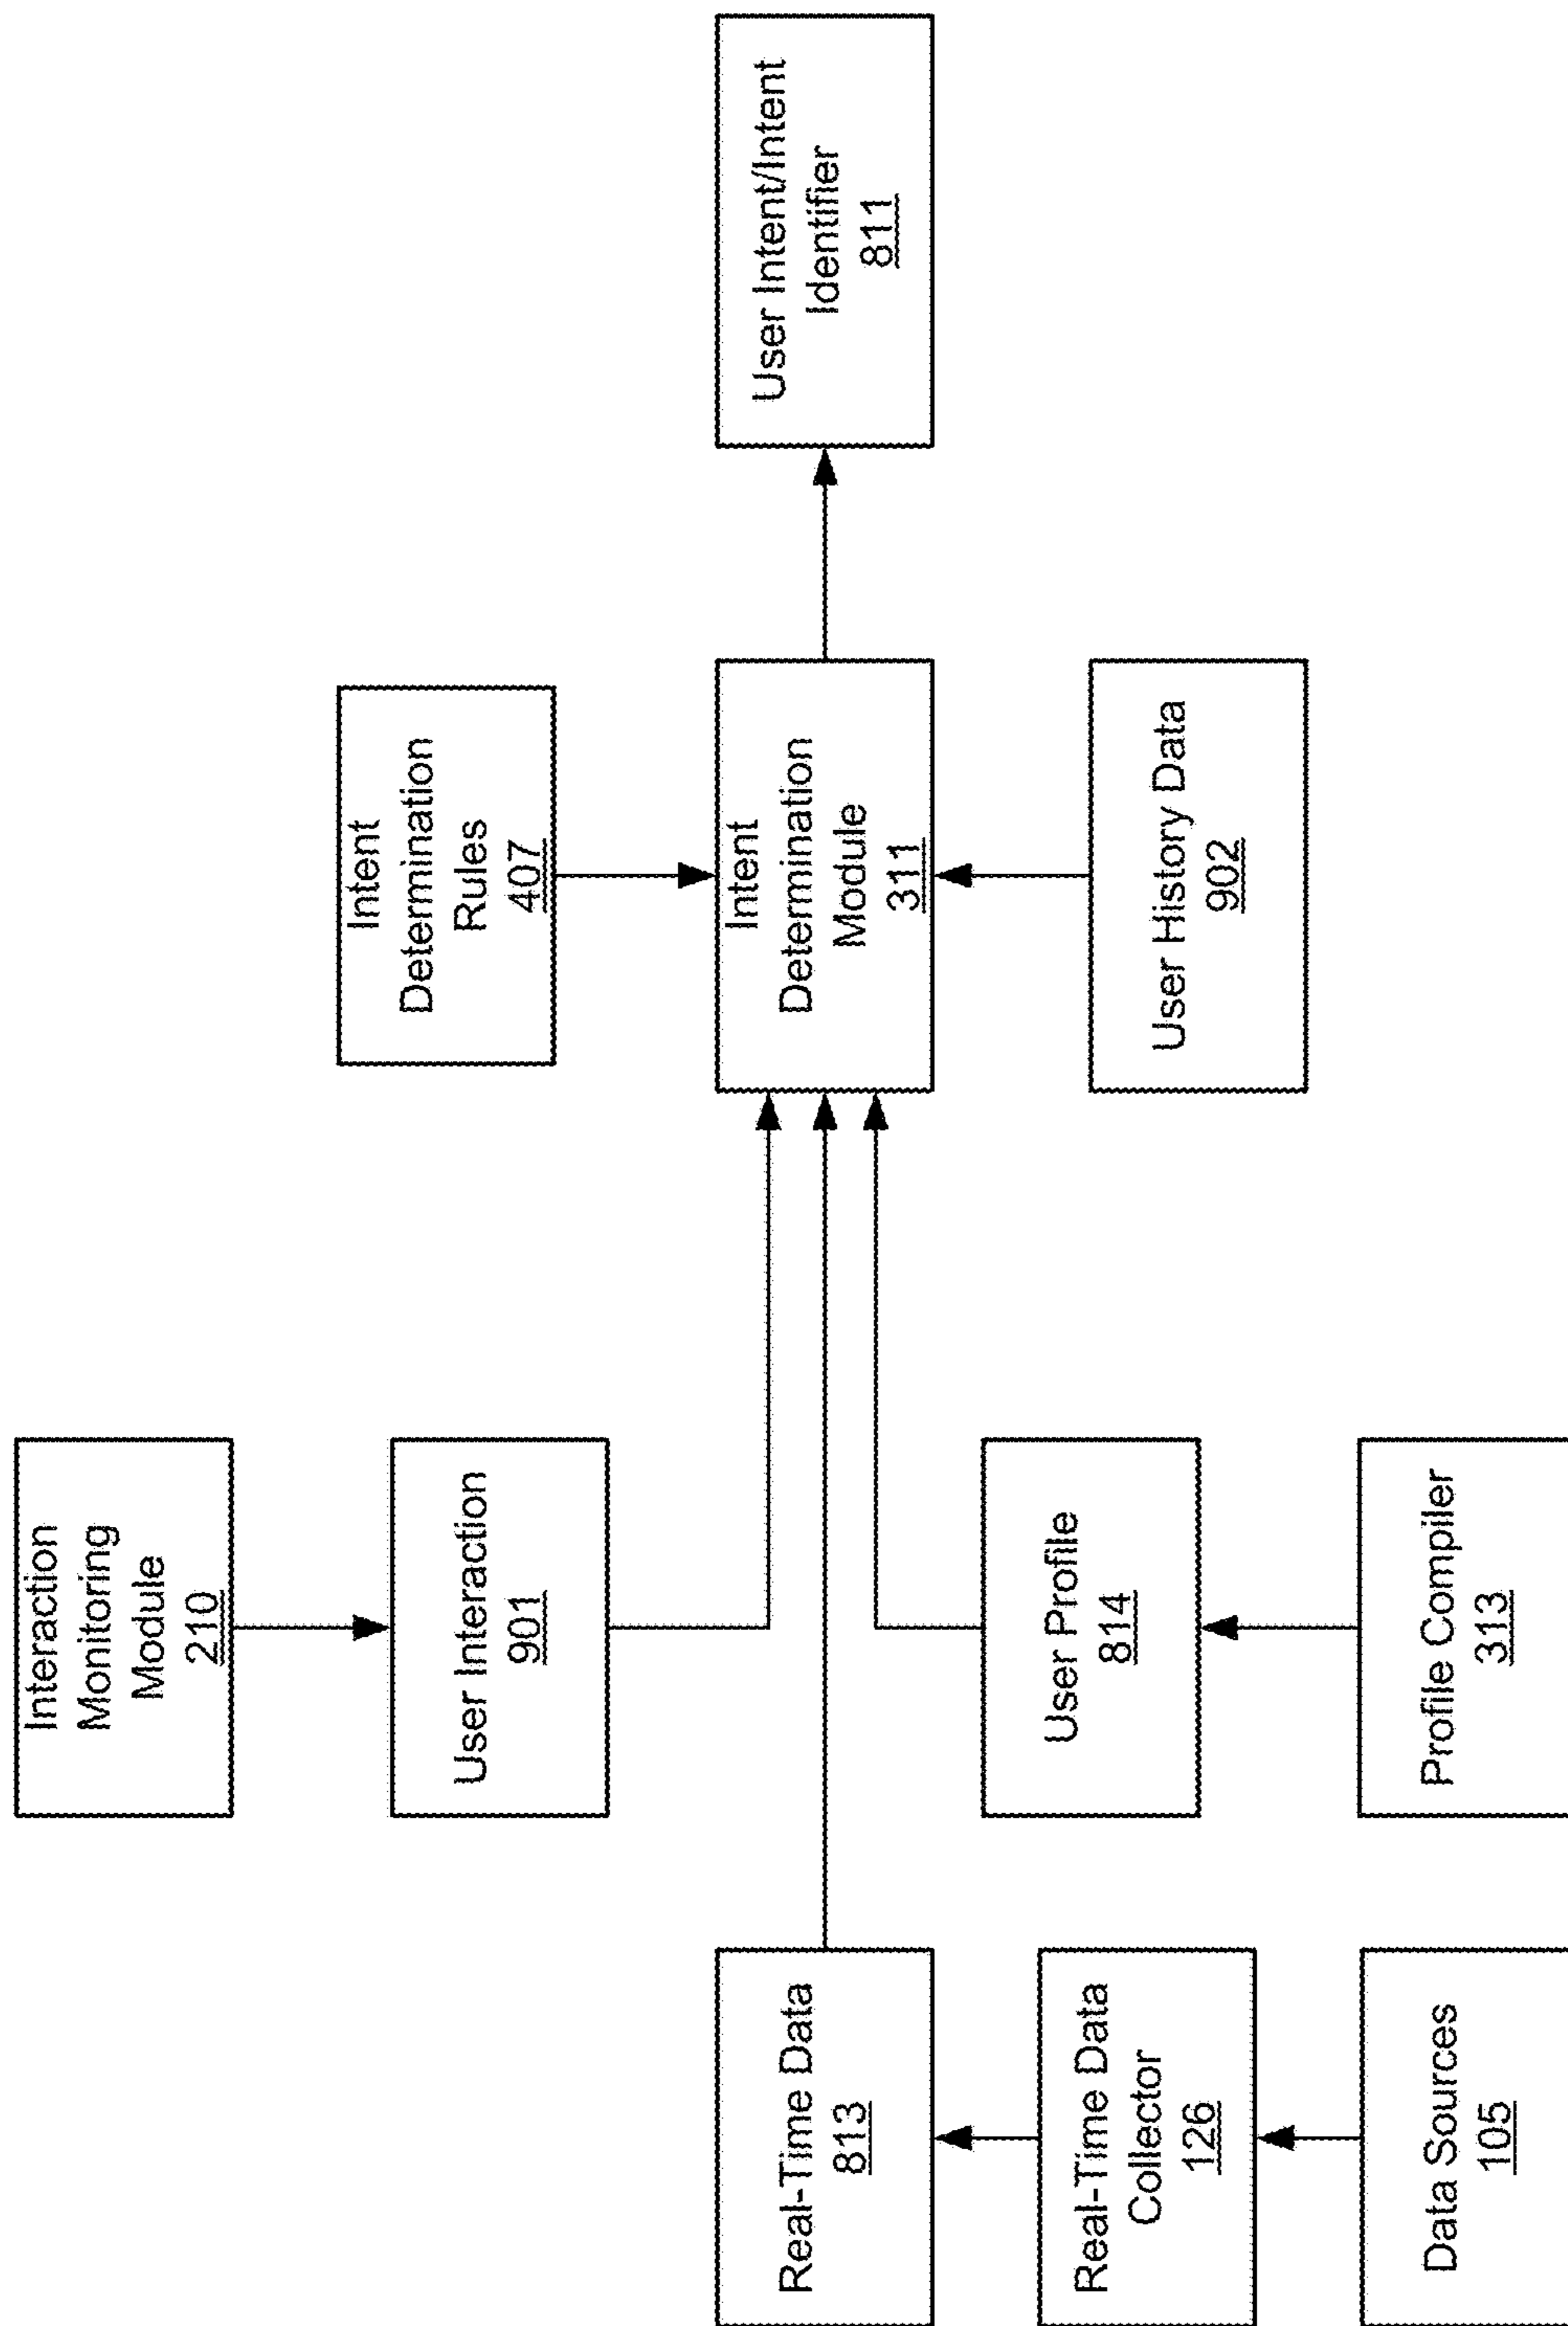 Interaction
Monitoring
Module
210
User Interaction
901
Intent
Determination
Rules
407
Real-Time Data
813
Intent
Determination
Module
311
User Intent/Intent
Identifier
811
Real-Time Data
Collector
126
User Profile
814
User History Data
902
Data Sources
105
Profile Compiler
313